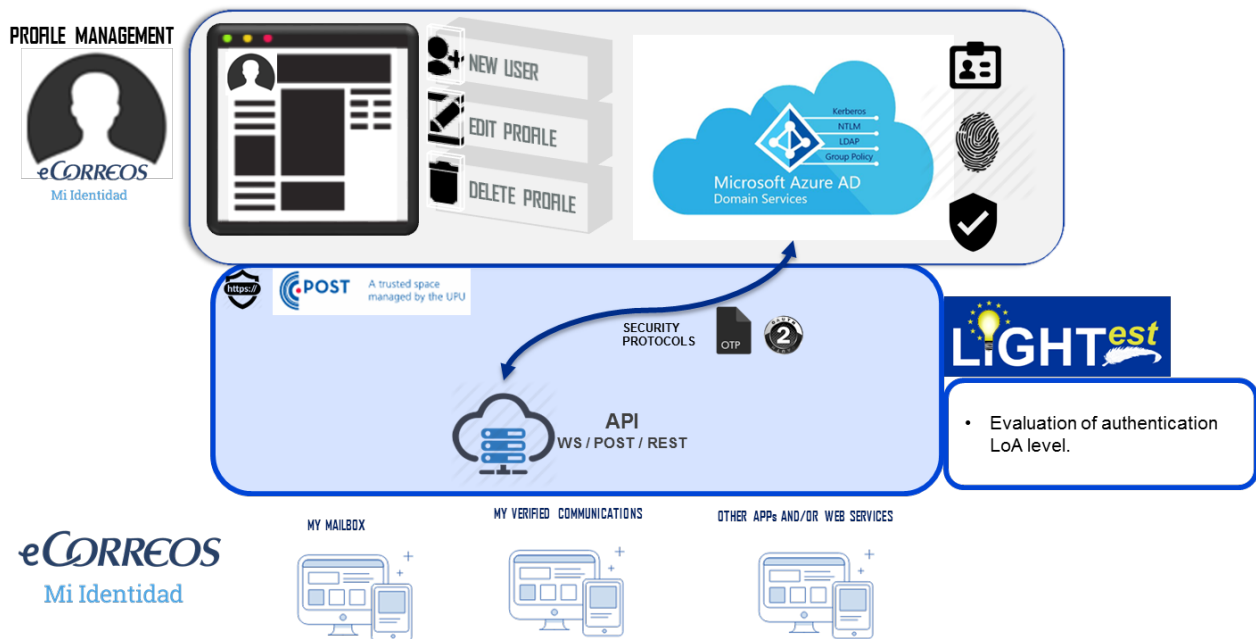 PROFILE MANAGEMENT
eCORREOS
Mi Identidad
NEW USER
EDIT PROFILE
DELETE PROFILE
Kerberos
NTLM
LDAP
Group Policy
Microsoft Azure AD
Domain Services
https://
.POST
A trusted space
managed by the UPU
SECURITY
PROTOCOLS
OTP
2
LIGHTest
• Evaluation of authentication
LoA level.
API
WS / POST / REST
MY MAILBOX
MY VERIFIED COMMUNICATIONS
OTHER APPs AND/OR WEB SERVICES
eCORREOS
Mi Identidad